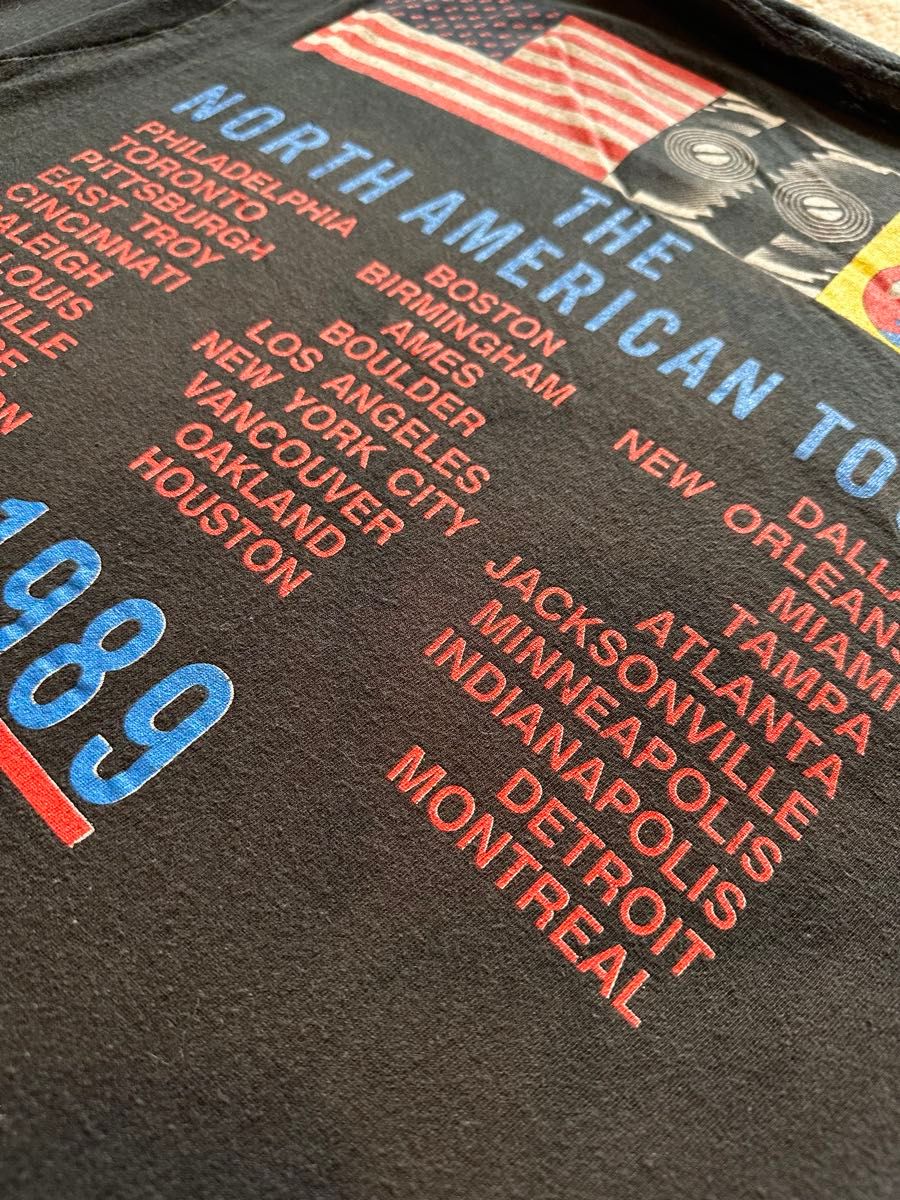 THE
NORTH AMERICAN
PHILADELPHIA
TORONTO
PITTSBURGH
EAST TROY
CINCINNATI
BOSTON
BIRMINGHAM
AMES
BOULDER
LOS ANGELES
NEW YORK CITY
VANCOUVER
OAKLAND
HOUSTON
NEW ORLEANS
MIAMI
TAMPA
ATLANTA
JACKSONVILLE
MINNEAPOLIS
INDIANAPOLIS
DETROIT
MONTREAL
1989